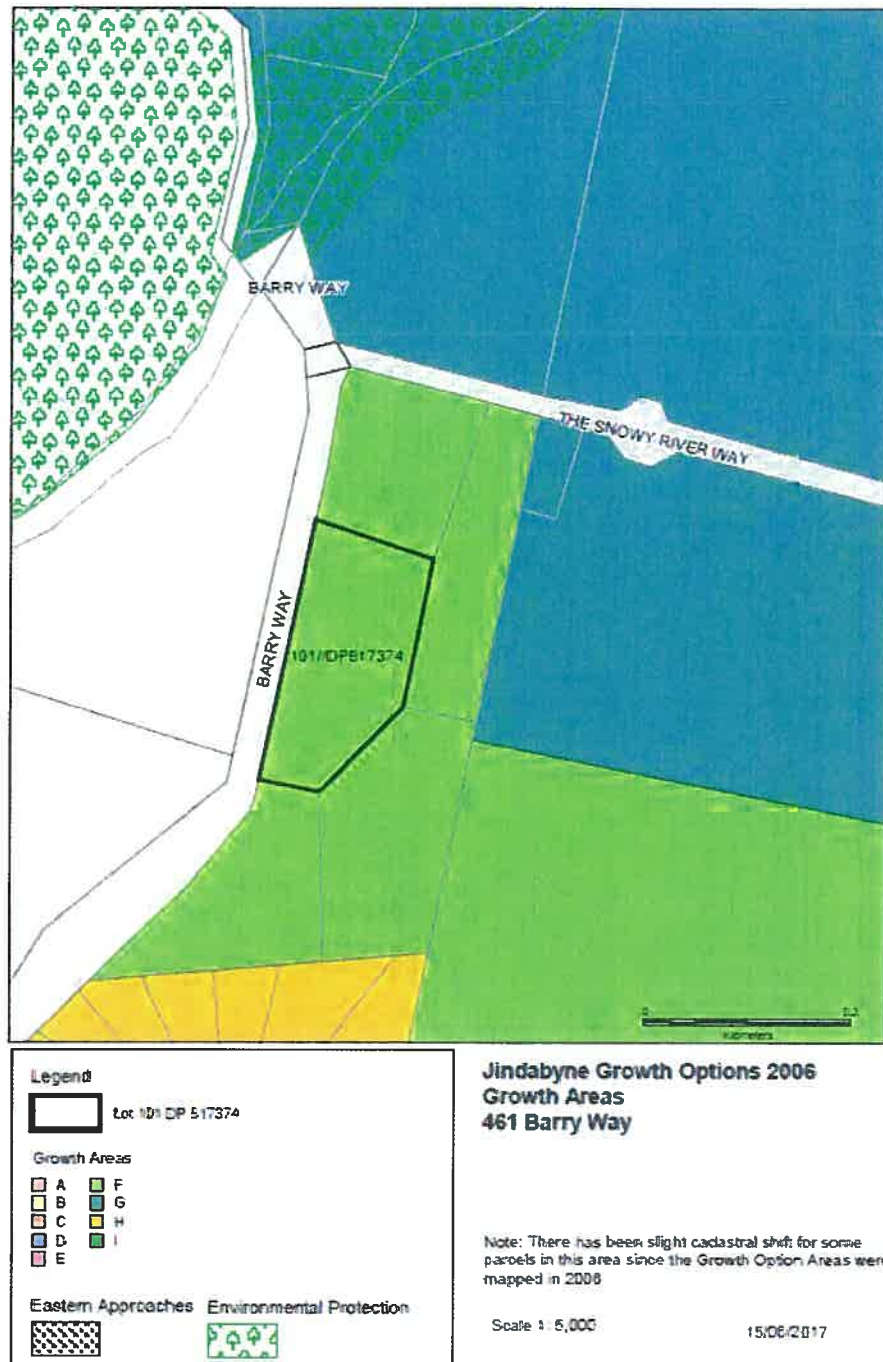 BARRY WAY
THE SNOWY RIVER WAY
BARRY WAY
101//DP817374
0
Kilometers
Legend
Lot 101 DP 817374
Growth Areas
A F
B G
C H
D I
E
Eastern Approaches Environmental Protection
Jindabyne Growth Options 2006
Growth Areas
461 Barry Way
Note: There has been slight cadastral shift for some
parcels in this area since the Growth Option Areas were
mapped in 2006
Scale 1:5,000
15/06/2017